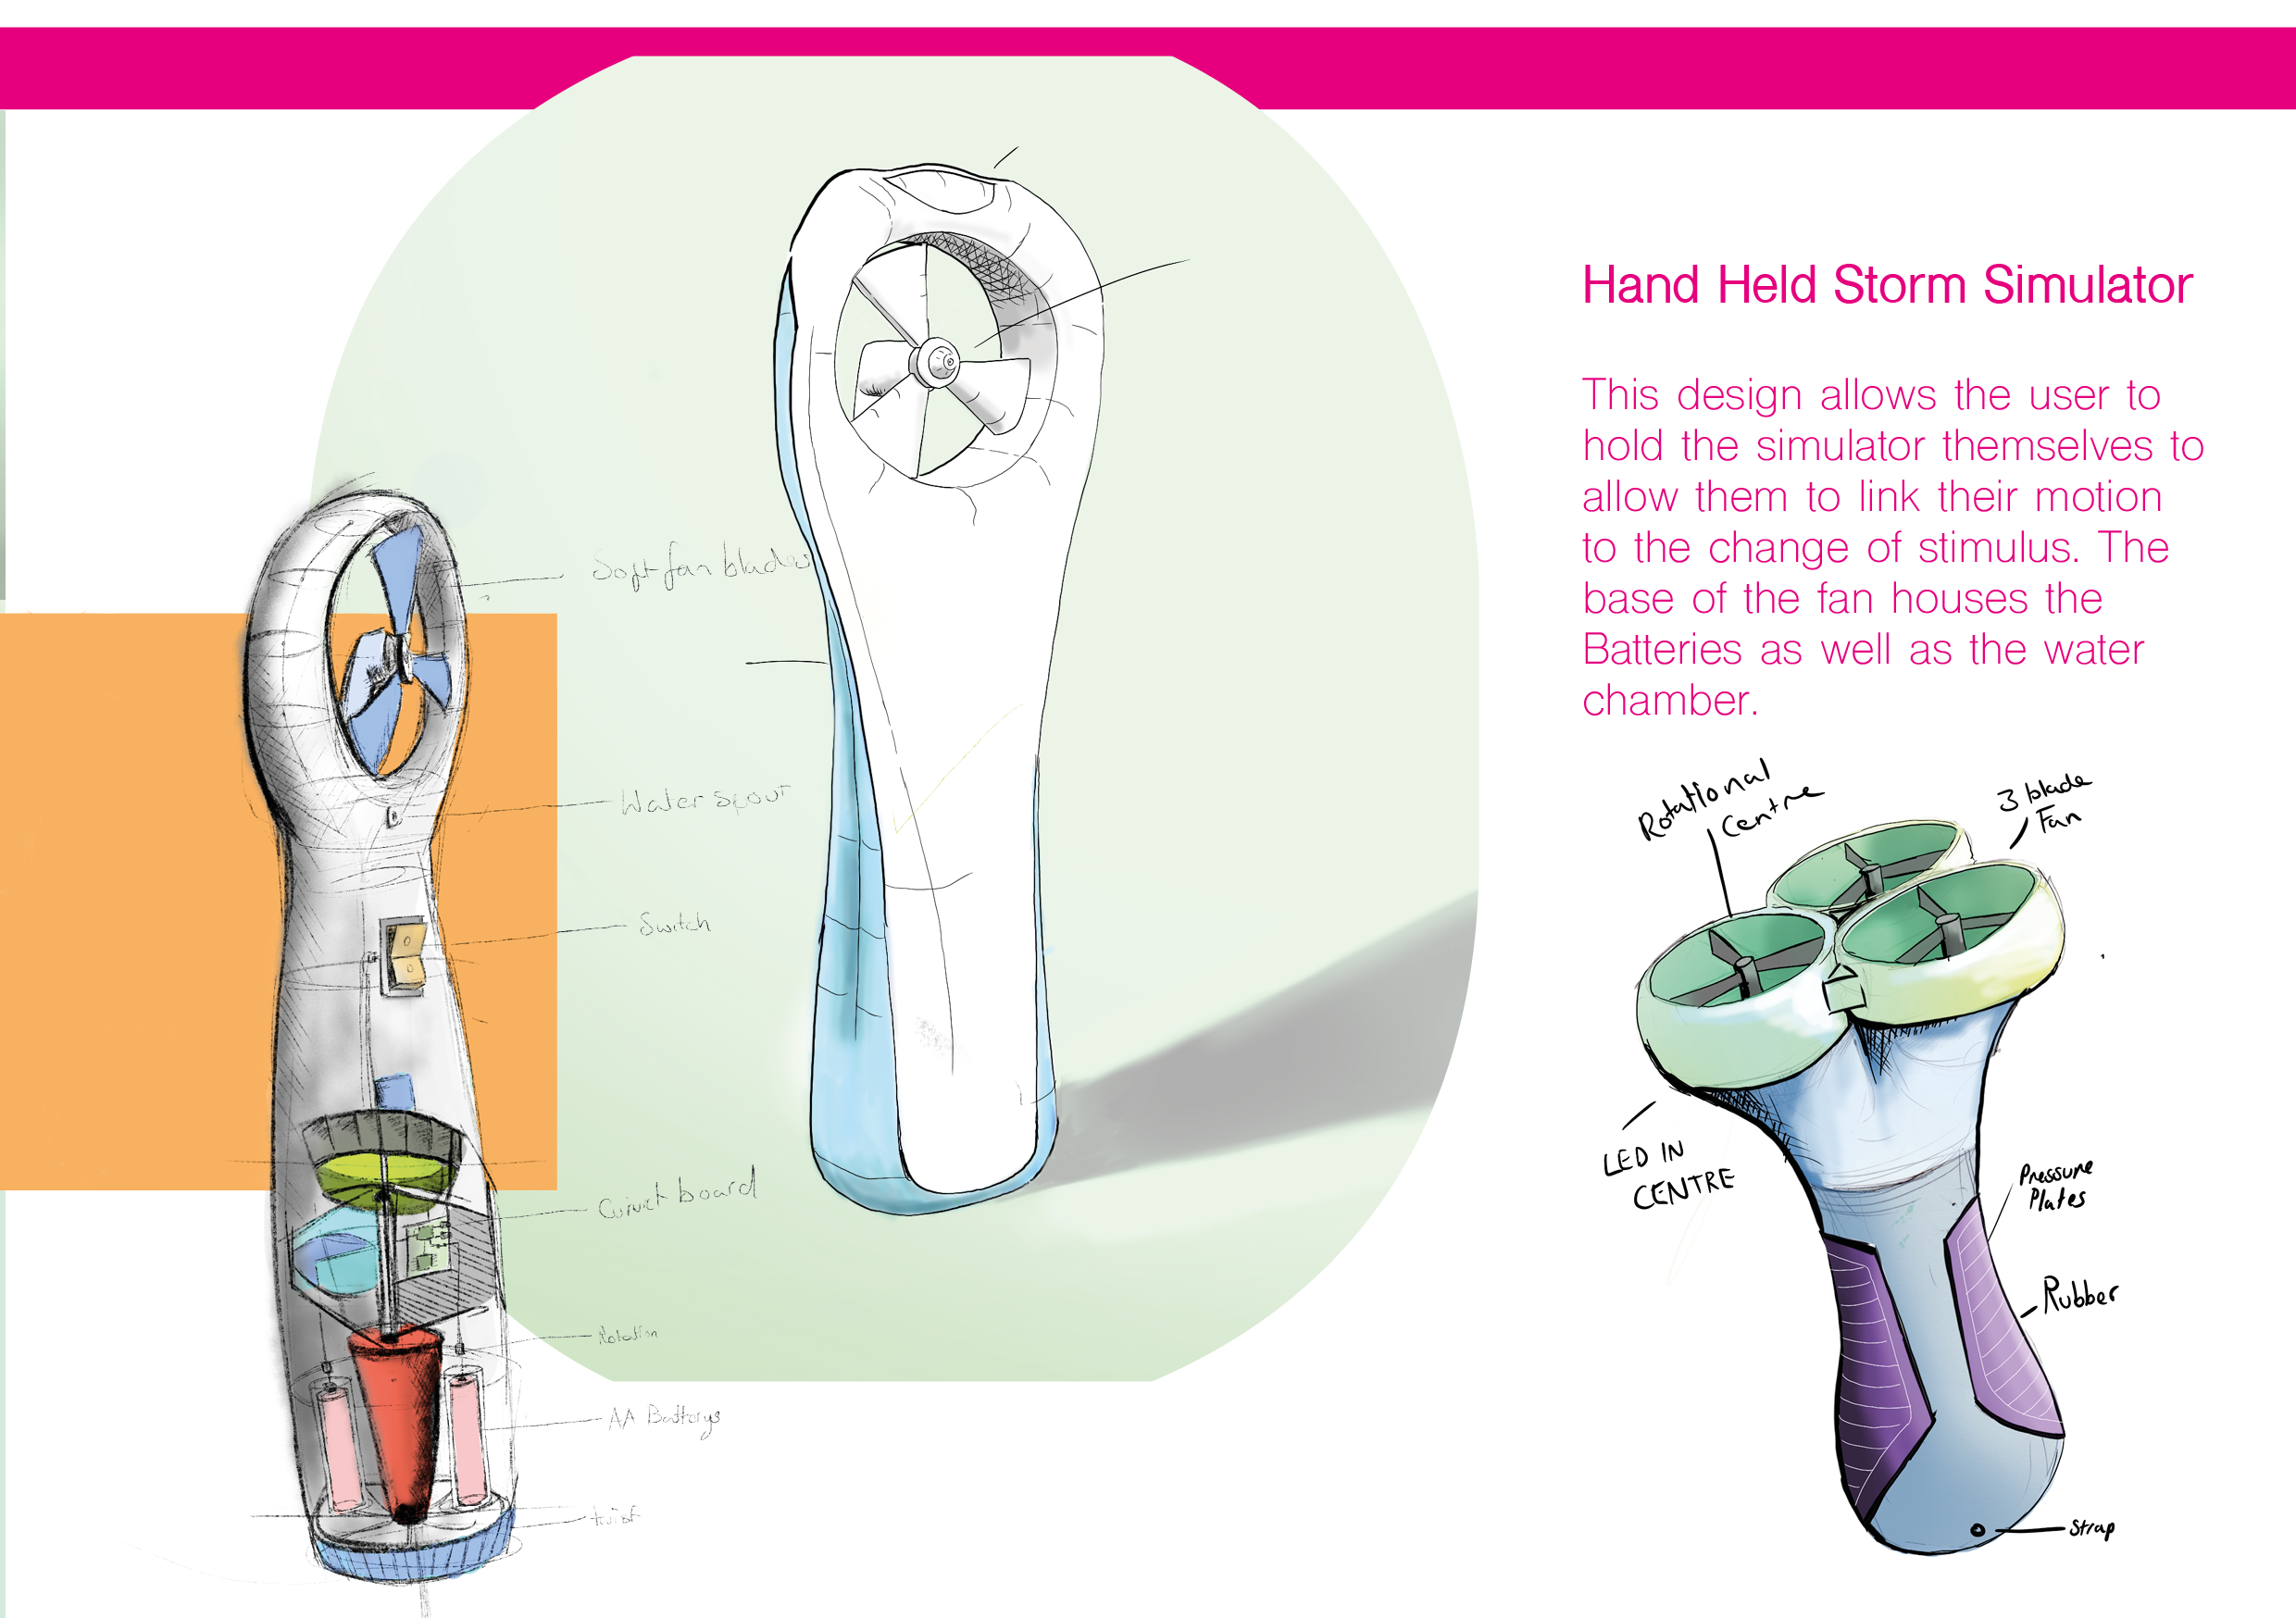 Hand Held Storm Simulator
This design allows the user to
hold the simulator themselves to
allow them to link their motion
to the change of stimulus. The
base of the fan houses the
Batteries as well as the water
chamber.
Soft fan blades
Water spout
Switch
Curcuit board
Rotation
AA Batterys
twist
Rotational
Centre
3 blade
Fan
LED IN
CENTRE
Pressure
Plates
Rubber
Strap